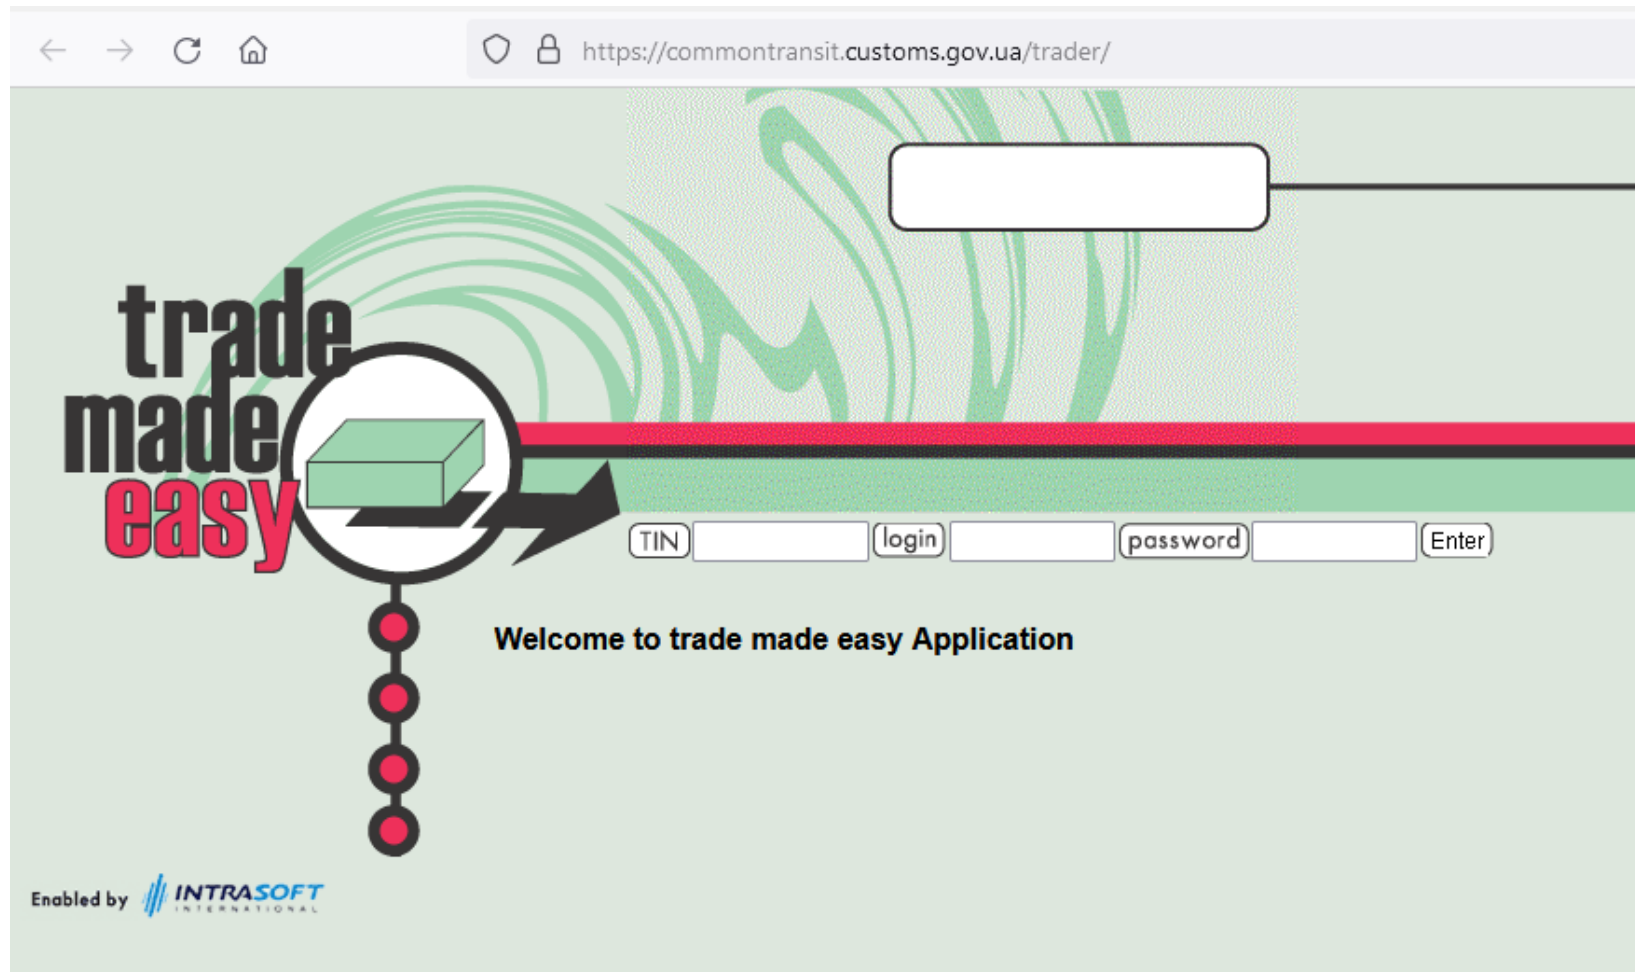 https://commontransit.customs.gov.ua/trader/
trade
made
easy
TIN login password Enter
Welcome to trade made easy Application
Enabled by INTRASOFT
INTERNATIONAL